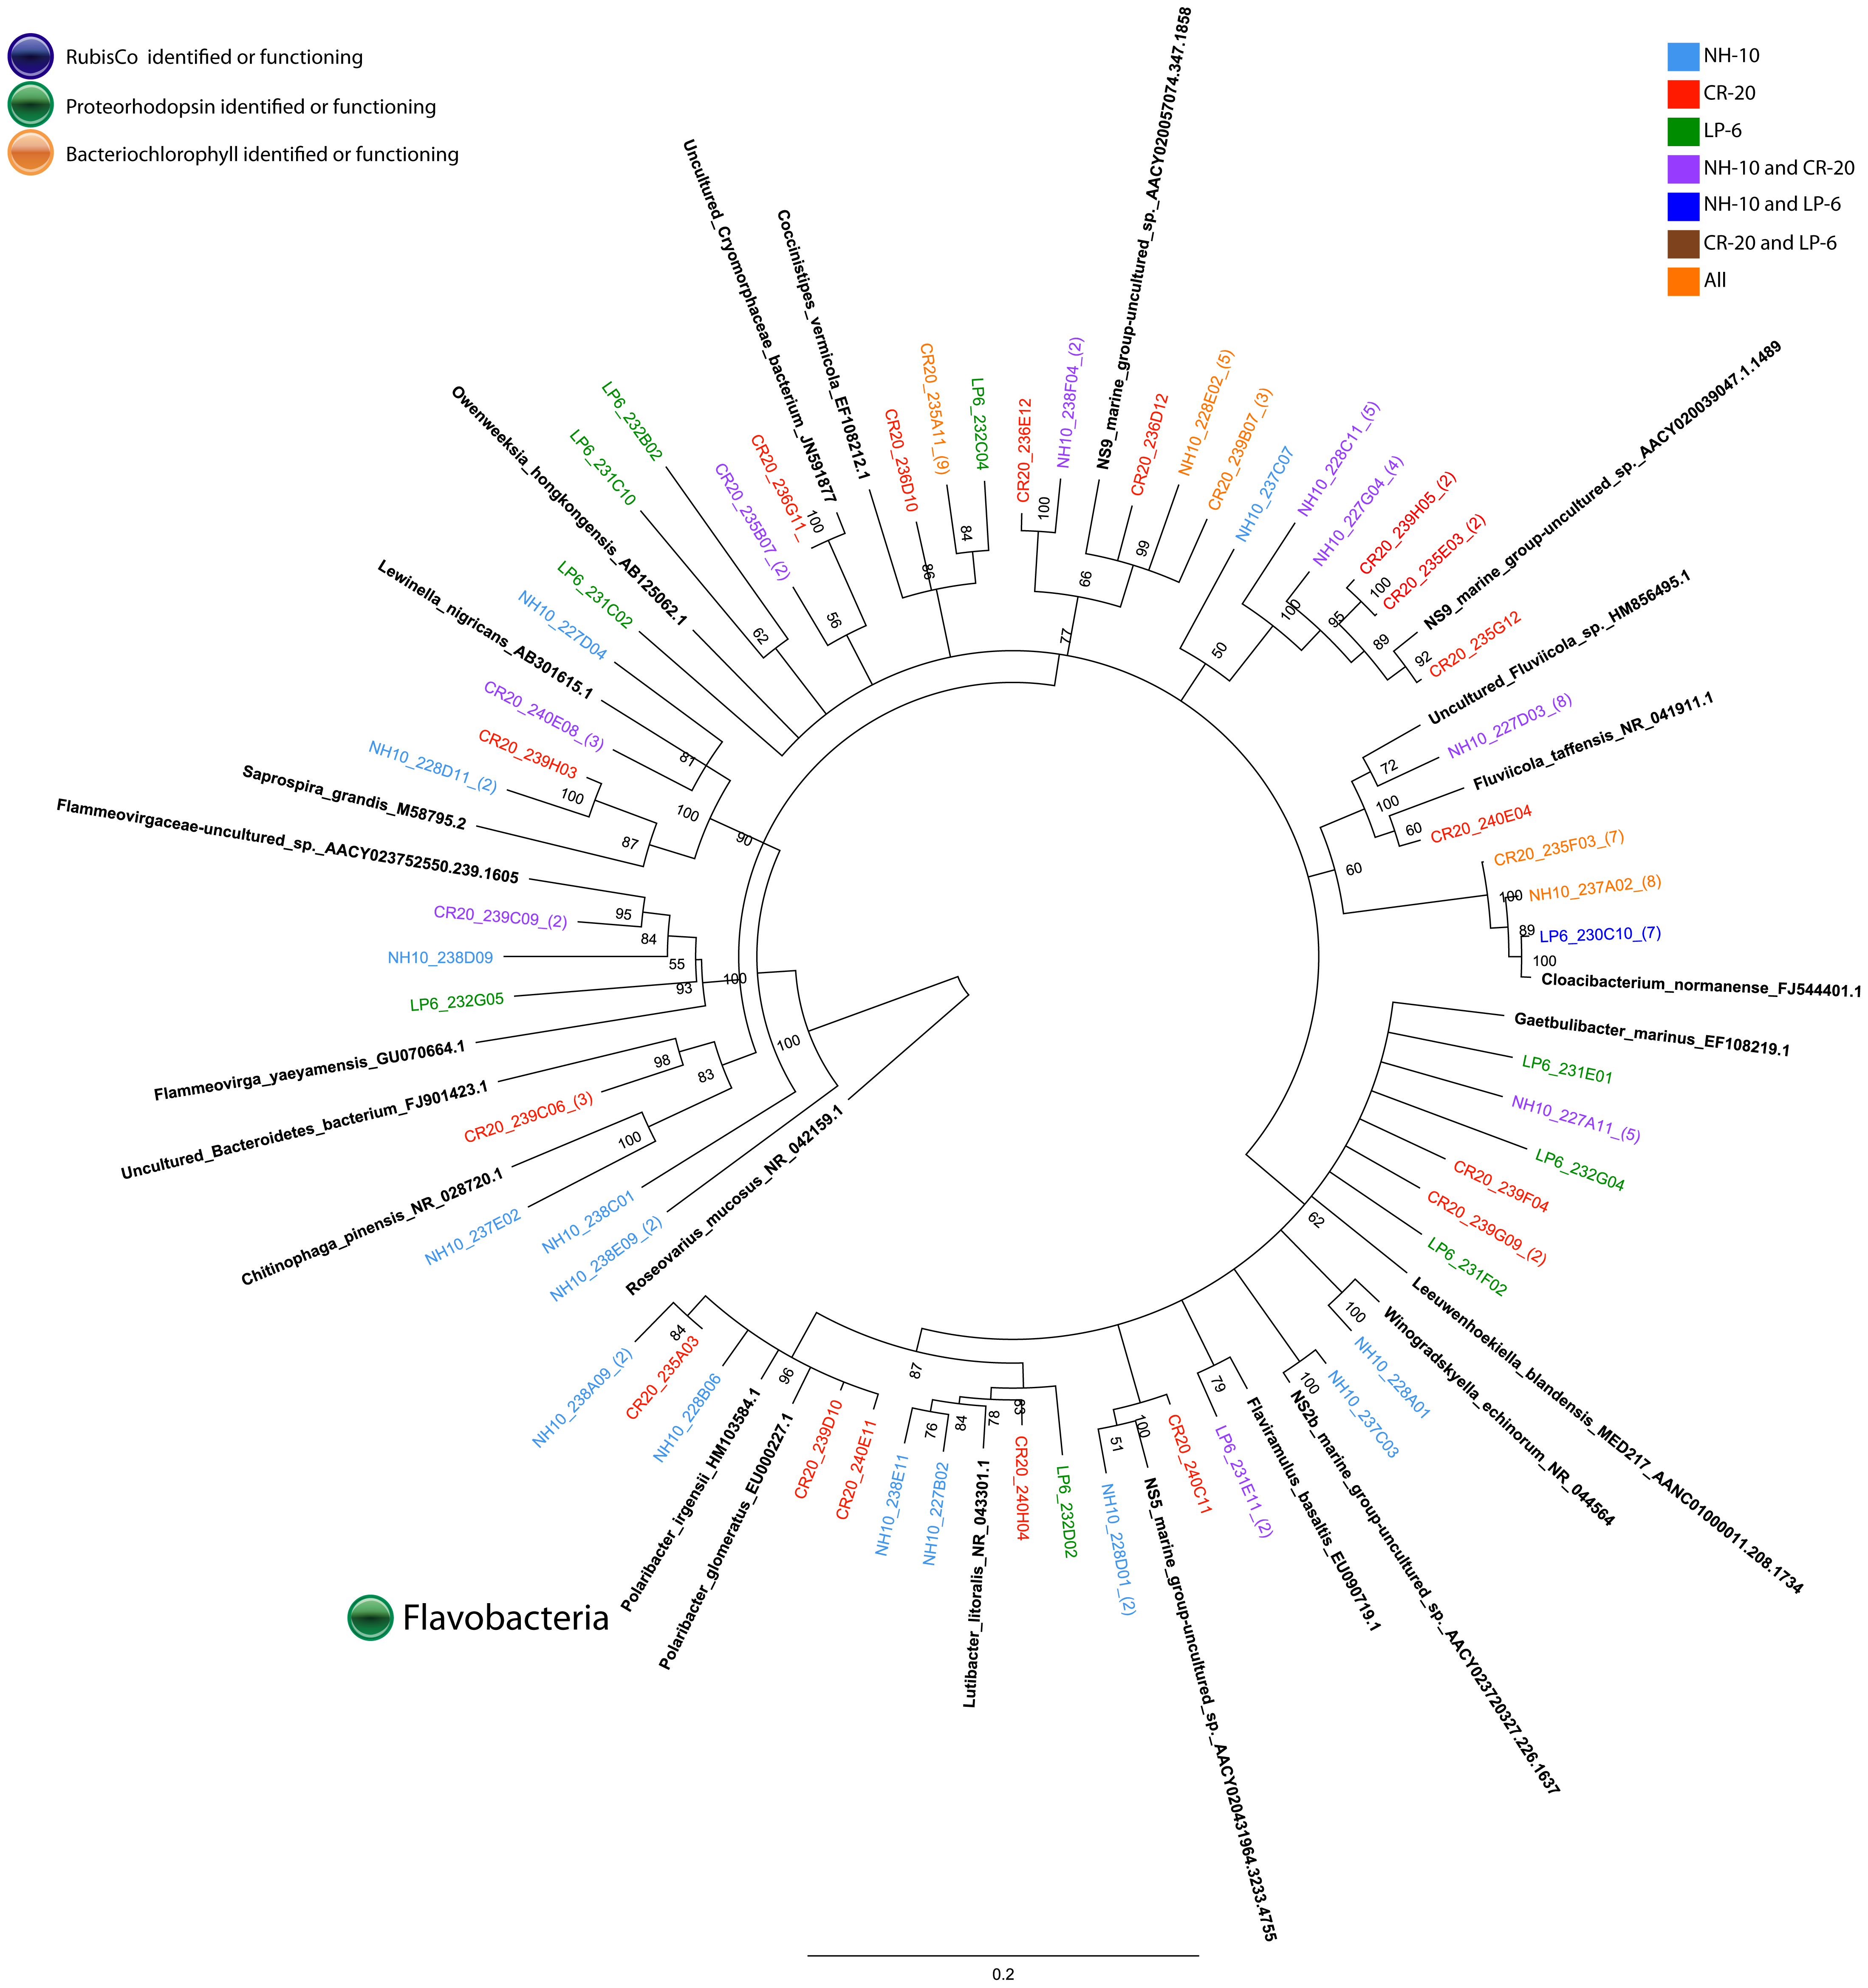 RubisCo identified or functioning
Proteorhodopsin identified or functioning
Bacteriochlorophyll identified or functioning
NH-10
CR-20
LP-6
NH-10 and CR-20
NH-10 and LP-6
CR-20 and LP-6
All
Uncultured_Cryomorphaceae_bacterium_JN591877
Coccinistipes_vermicola_EF108212.1
CR20_236D10
CR20_235A11_(9)
LP6_232C04
CR20_236E12
NH10_238F04_(2)
NS9_marine_group-uncultured_sp._AACY020057074.347.1858
CR20_236D12
NH10_228E02_(5)
CR20_239B07_(3)
NH10_237C07
NH10_228C11_(5)
NH10_227G04_(4)
CR20_239H05_(2)
CR20_235E03_(2)
NS9_marine_group-uncultured_sp._AACY020039047.1.1489
CR20_235G12
Uncultured_Fluviicola_sp._HM856495.1
NH10_227D03_(8)
Fluviicola_taffensis_NR_041911.1
CR20_240E04
CR20_235F03_(7)
NH10_237A02_(8)
LP6_230C10_(7)
Cloacibacterium_normanense_FJ544401.1
Gaetbulibacter_marinus_EF108219.1
LP6_231E01
NH10_227A11_(5)
LP6_232G04
CR20_239F04
CR20_239G09_(2)
LP6_231F02
Leeuwenhoekiella_blandensis_MED217_AANC01000011.208.1734
Winogradskyella_echinorum_NR_044564
NH10_228A01
NH10_237C03
NS2b_marine_group-uncultured_sp._AACY023720327.226.1637
Flaviramulus_basaltis_EU090719.1
LP6_231E11_(2)
CR20_240C11
NS5_marine_group-uncultured_sp._AACY020431964.3233.4755
NH10_228D01_(2)
LP6_232D02
CR20_240H04
Lutibacter_litoralis_NR_043301.1
NH10_227B02
NH10_238E11
CR20_240E11
CR20_239D10
Polaribacter_glomeratus_EU000227.1
Polaribacter_irgensii_HM103584.1
NH10_228B06
CR20_235A03
NH10_238A09_(2)
Roseovarius_mucosus_NR_042159.1
NH10_238E09_(2)
NH10_238C01
NH10_237E02
Chitinophaga_pinensis_NR_028720.1
CR20_239C06_(3)
Uncultured_Bacteroidetes_bacterium_FJ901423.1
Flammeovirga_yaeyamensis_GU070664.1
LP6_232G05
NH10_238D09
CR20_239C09_(2)
Flammeovirgaceae-uncultured_sp._AACY023752550.239.1605
Saprospira_grandis_M58795.2
NH10_228D11_(2)
CR20_239H03
CR20_240E08_(3)
Lewinella_nigricans_AB301615.1
NH10_227D04
LP6_231C02
Owenweeksia_hongkongensis_AB125062.1
LP6_231C10
LP6_232B02
CR20_235B07_(2)
CR20_236G11_
100
56
62
86
84
100
66
77
99
50
100
95
100
89
92
72
100
60
60
100
89
100
62
100
100
79
100
51
63
78
84
76
87
96
84
100
100
83
98
100
93
55
84
95
90
100
87
100
81
Flavobacteria
0.2